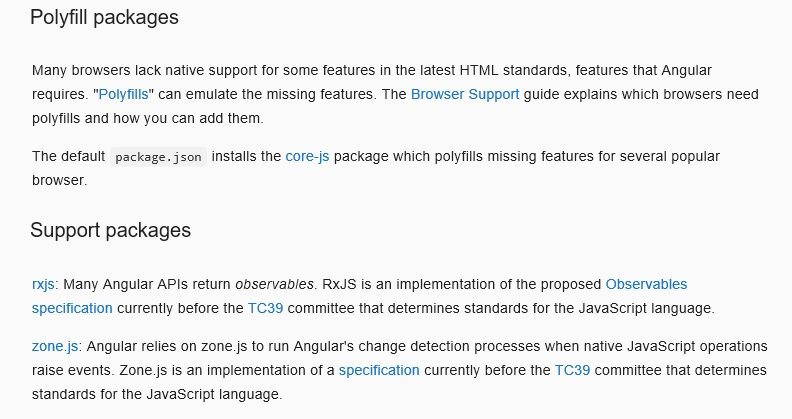 Polyfill packages
Many browsers lack native support for some features in the latest HTML standards, features that Angular
requires. "Polyfills" can emulate the missing features. The Browser Support guide explains which browsers need
polyfills and how you can add them.
The default package.json installs the core-js package which polyfills missing features for several popular
browser.
Support packages
rxjs: Many Angular APIs return observables. RxJS is an implementation of the proposed Observables
specification currently before the TC39 committee that determines standards for the JavaScript language.
zone.js: Angular relies on zone.js to run Angular's change detection processes when native JavaScript operations
raise events. Zone.js is an implementation of a specification currently before the TC39 committee that determines
standards for the JavaScript language.